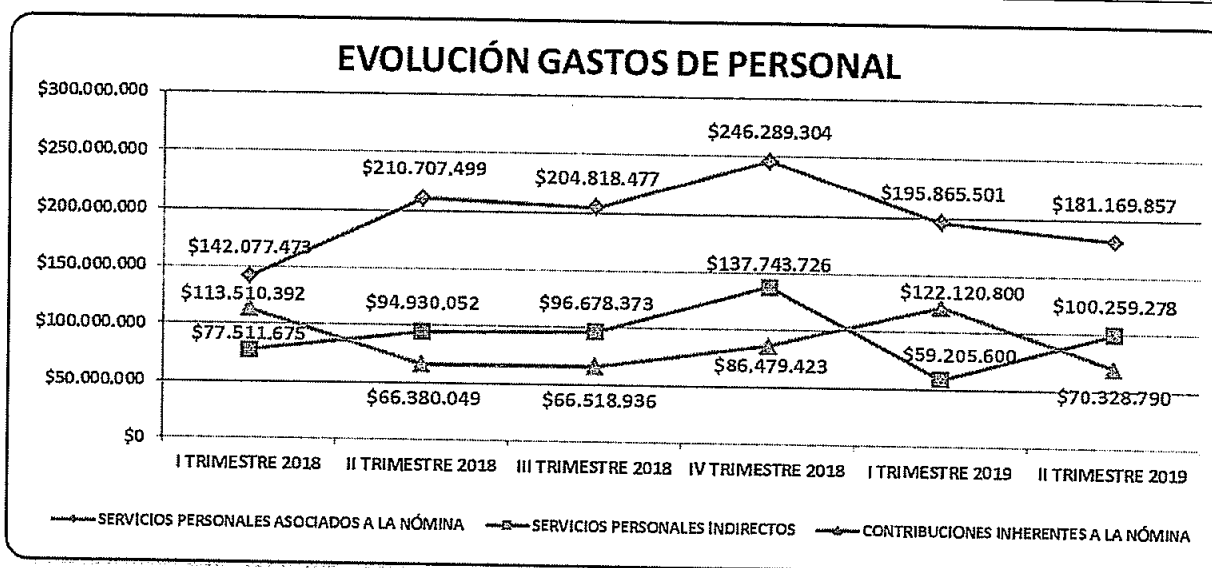 EVOLUCIÓN GASTOS DE PERSONAL
$300.000.000
$250.000.000
$200.000.000
$150.000.000
$100.000.000
$50.000.000
$0
$246.289.304
$210.707.499
$204.818.477
$195.865.501
$181.169.857
$142.077.473
$137.743.726
$113.510.392
$94.930.052
$96.678.373
$122.120.800
$100.259.278
$77.511.675
$86.479.423
$59.205.600
$66.380.049
$66.518.936
$70.328.790
I TRIMESTRE 2018
II TRIMESTRE 2018
III TRIMESTRE 2018
IV TRIMESTRE 2018
I TRIMESTRE 2019
II TRIMESTRE 2019
SERVICIOS PERSONALES ASOCIADOS A LA NÓMINA
SERVICIOS PERSONALES INDIRECTOS
CONTRIBUCIONES INHERENTES A LA NÓMINA